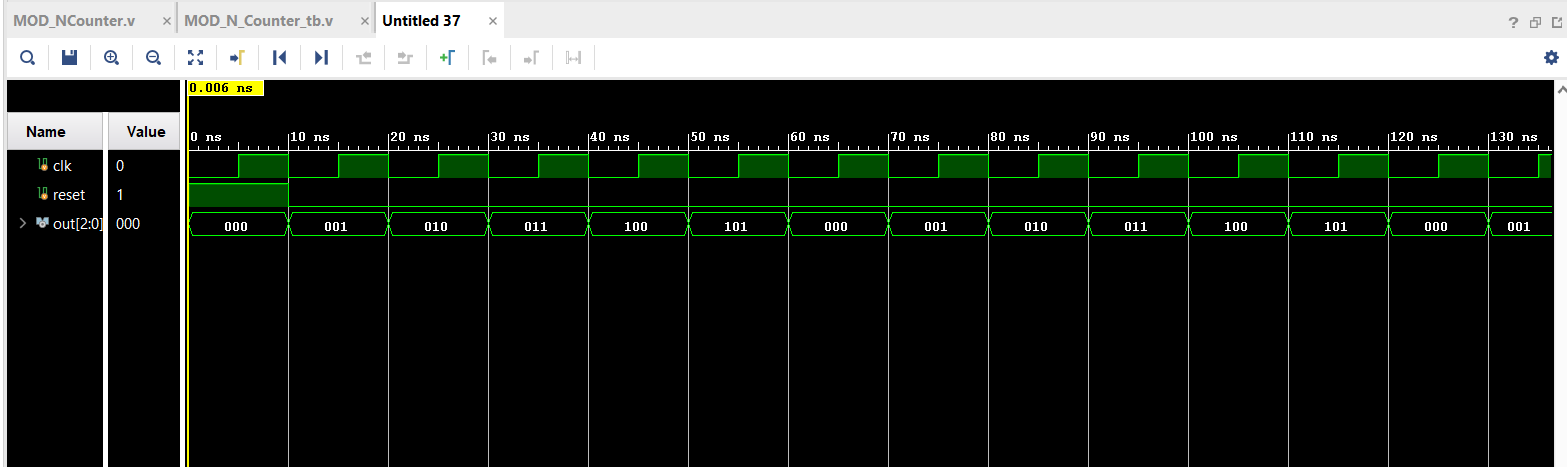 MOD_NCounter.v × MOD_N_Counter_tb.v × Untitled 37 ×
?
0.006 ns
Name Value
0 ns 10 ns 20 ns 30 ns 40 ns 50 ns 60 ns 70 ns 80 ns 90 ns 100 ns 110 ns 120 ns 130 ns
clk 0
reset 1
out[2:0] 000 000 001 010 011 100 101 000 001 010 011 100 101 000 001